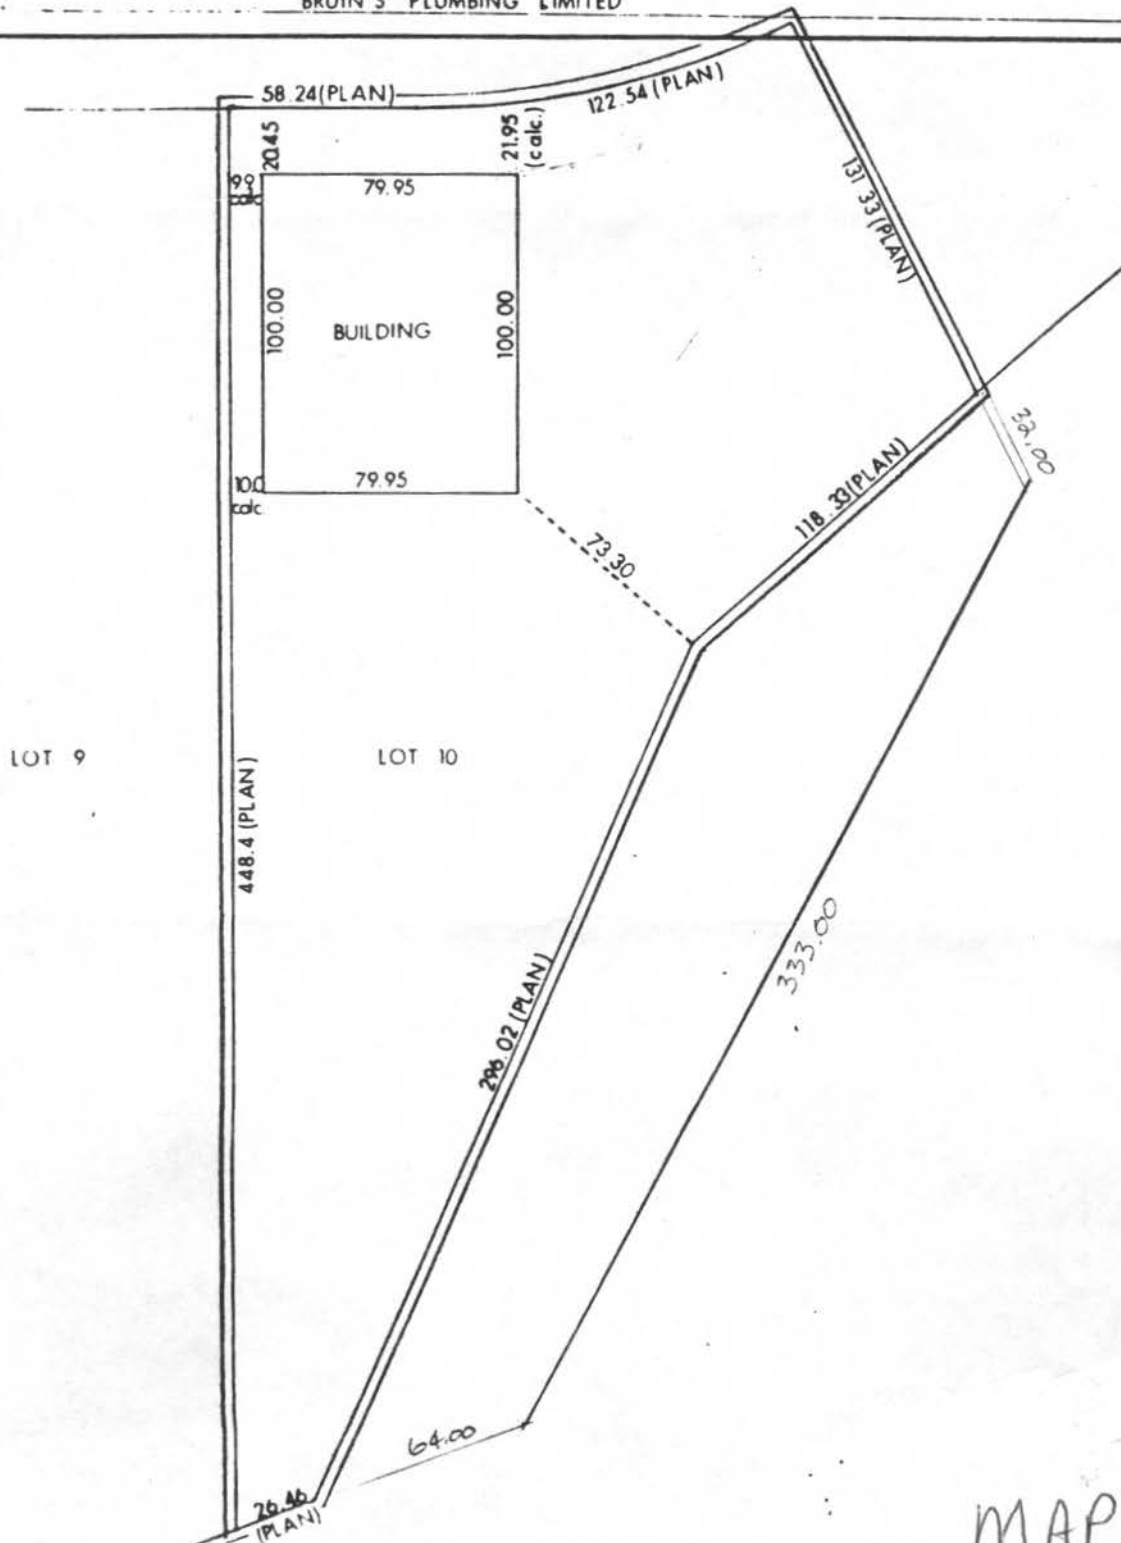 BRUIN'S PLUMBING LIMITED
58.24(PLAN)
122.54 (PLAN)
20.45
21.95
(calc.)
calc
79.95
131 33(PLAN)
100.00
BUILDING
100.00
32.00
79.95
10.0
calc
118.33(PLAN)
73.30
LOT 9
LOT 10
448.4 (PLAN)
333.00
296.02 (PLAN)
64.00
26.46
(PLAN)
MAP